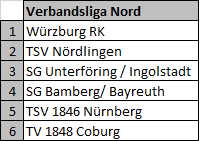 Verbandsliga Nord
1 Würzburg RK
2 TSV Nördlingen
3 SG Unterföring / Ingolstadt
4 SG Bamberg/ Bayreuth
5 TSV 1846 Nürnberg
6 TV 1848 Coburg